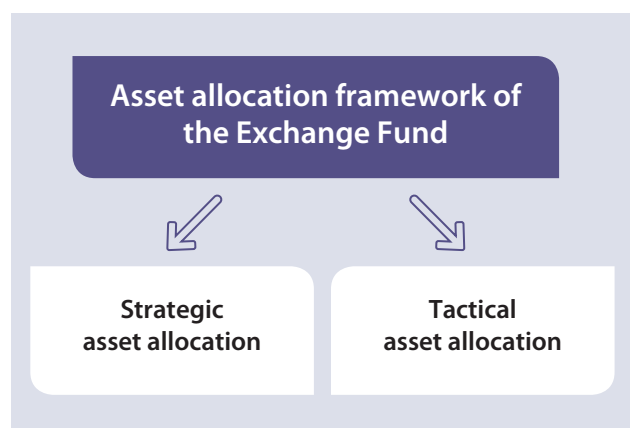 Asset allocation framework of
the Exchange Fund
Strategic
asset allocation
Tactical
asset allocation